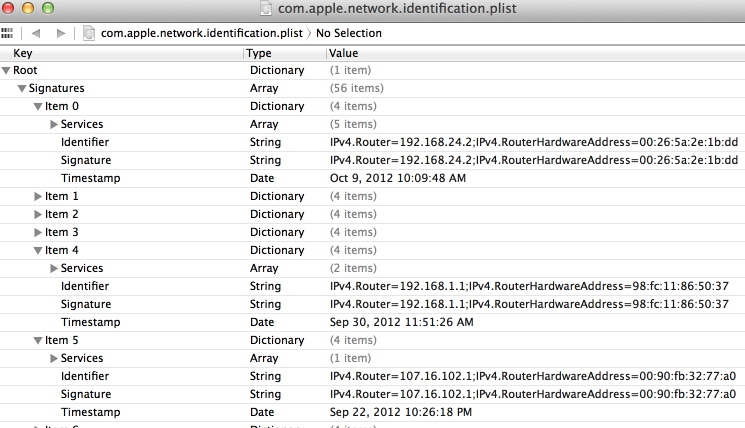 com.apple.network.identification.plist
com.apple.network.identification.plist No Selection
Key Type Value
Root Dictionary (1 item)
Signatures Array (56 items)
Item 0 Dictionary (4 items)
Services Array (5 items)
Identifier String IPv4.Router=192.168.24.2;IPv4.RouterHardwareAddress=00:26:5a:2e:1b:dd
Signature String IPv4.Router=192.168.24.2;IPv4.RouterHardwareAddress=00:26:5a:2e:1b:dd
Timestamp Date Oct 9, 2012 10:09:48 AM
Item 1 Dictionary (4 items)
Item 2 Dictionary (4 items)
Item 3 Dictionary (4 items)
Item 4 Dictionary (4 items)
Services Array (2 items)
Identifier String IPv4.Router=192.168.1.1;IPv4.RouterHardwareAddress=98:fc:11:86:50:37
Signature String IPv4.Router=192.168.1.1;IPv4.RouterHardwareAddress=98:fc:11:86:50:37
Timestamp Date Sep 30, 2012 11:51:26 AM
Item 5 Dictionary (4 items)
Services Array (1 item)
Identifier String IPv4.Router=107.16.102.1;IPv4.RouterHardwareAddress=00:90:fb:32:77:a0
Signature String IPv4.Router=107.16.102.1;IPv4.RouterHardwareAddress=00:90:fb:32:77:a0
Timestamp Date Sep 22, 2012 10:26:18 PM